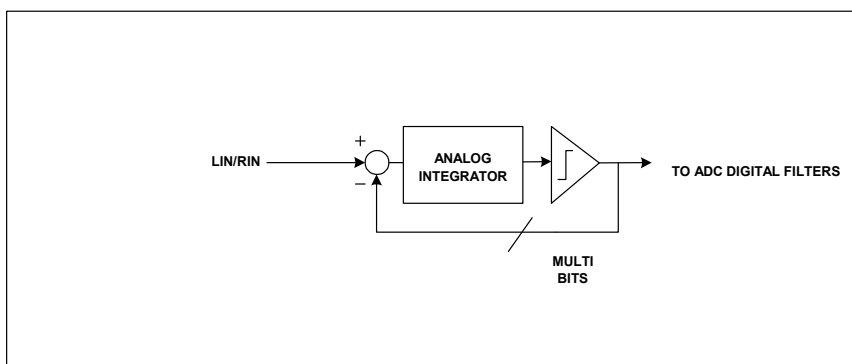 +
LIN/RIN
−
ANALOG
INTEGRATOR
TO ADC DIGITAL FILTERS
MULTI
BITS